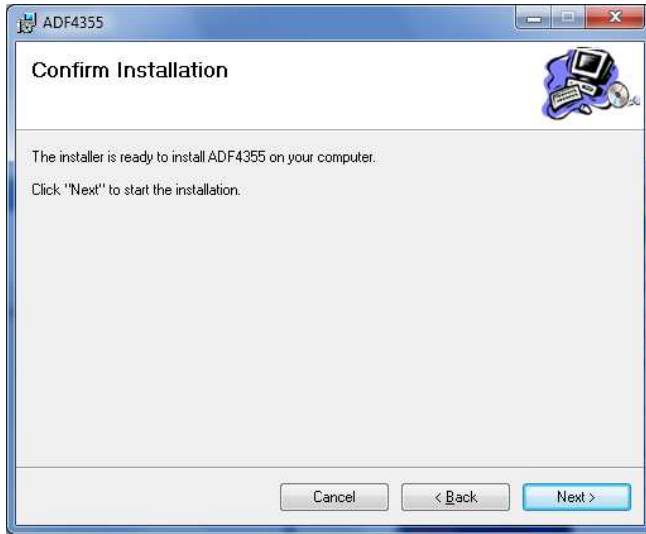 ADF4355
Confirm Installation
The installer is ready to install ADF4355 on your computer.
Click "Next" to start the installation.
Cancel
< Back
Next >